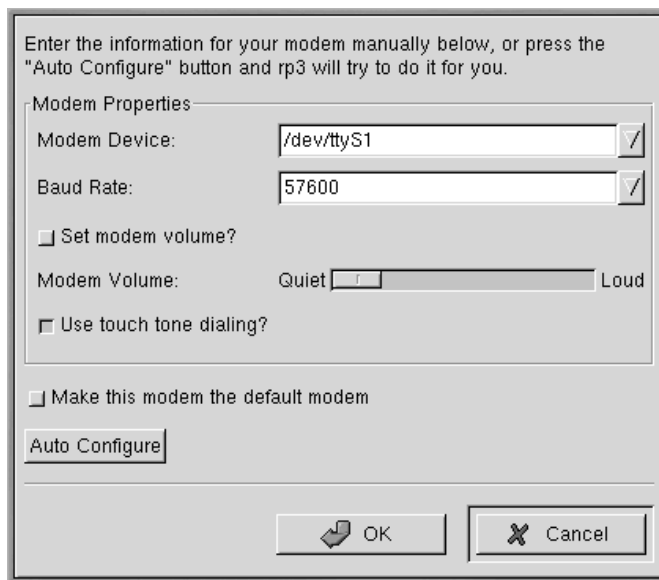 Enter the information for your modem manually below, or press the
"Auto Configure" button and rp3 will try to do it for you.
Modem Properties
Modem Device: /dev/ttyS1
Baud Rate: 57600
Set modem volume?
Modem Volume: Quiet Loud
Use touch tone dialing?
Make this modem the default modem
Auto Configure
OK Cancel